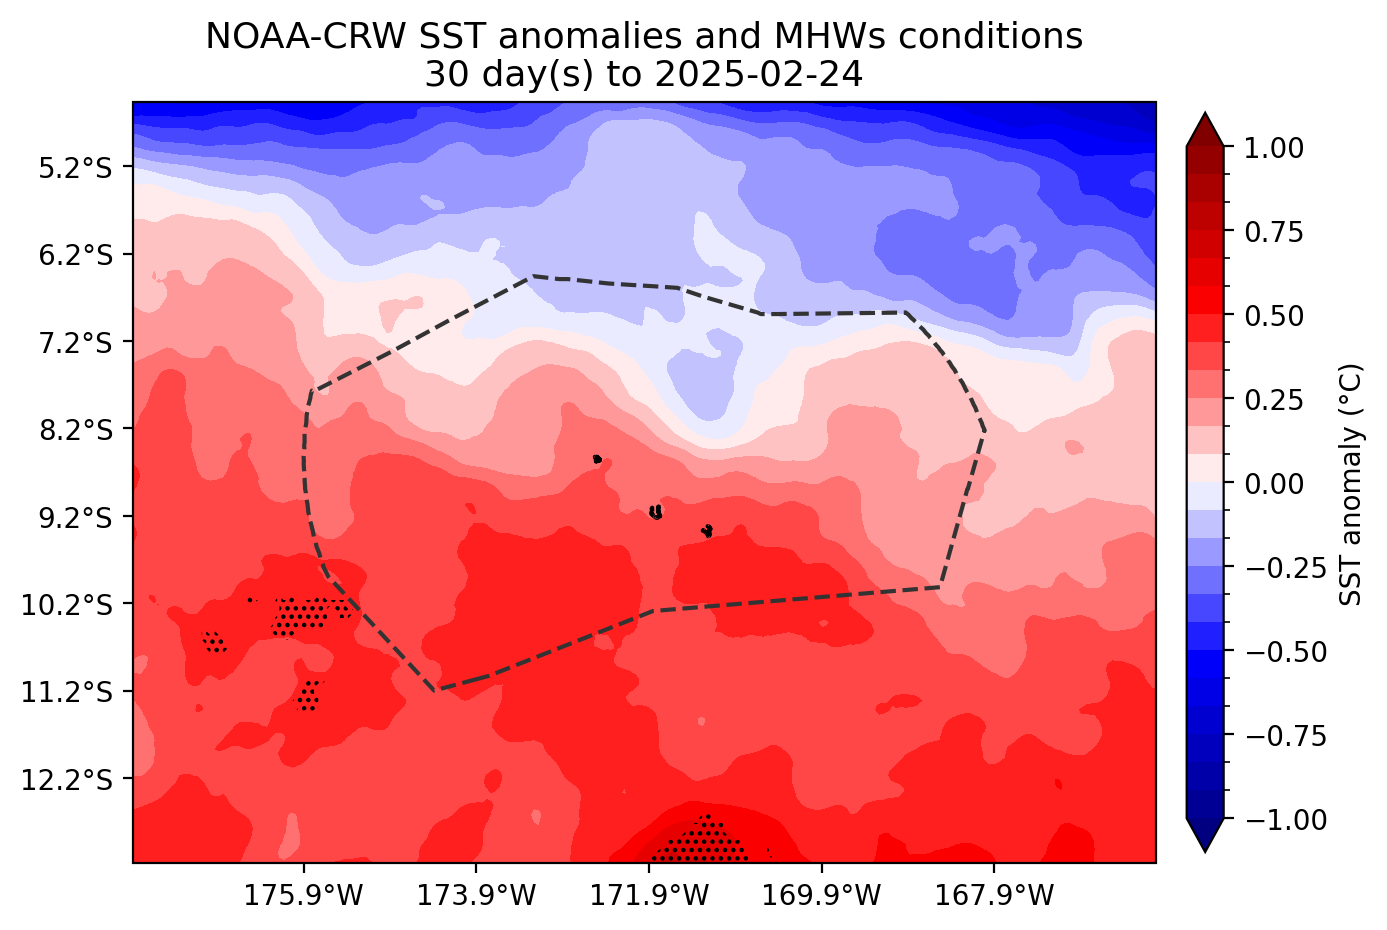 NOAA-CRW SST anomalies and MHWs conditions
30 day(s) to 2025-02-24
5.2°S
6.2°S
7.2°S
8.2°S
9.2°S
10.2°S
11.2°S
12.2°S
175.9°W
173.9°W
171.9°W
169.9°W
167.9°W
1.00
0.75
0.50
0.25
0.00
−0.25
−0.50
−0.75
−1.00
SST anomaly (°C)